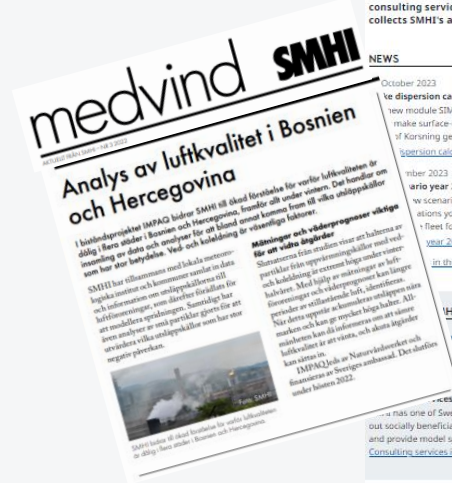 medvind SMHI
AKTUELLT FRÅN SMHI – NR 3 2022
Analys av luftkvalitet i Bosnien
och Hercegovina
I biståndsprojektet IMPAQ bidrar SMHI till ökad förståelse för varför luftkvaliteten är
dålig i flera städer i Bosnien och Hercegovina, framför allt under vintern. Det handlar om
insamling av data och analyser för att bland annat komma fram till vilka utsläppskällor
som har stor betydelse. Ved- och koleldning är väsentliga faktorer.
SMHI har tillsammans med lokala meteoro-
logiska institut och kommuner samlat in data
och information om utsläppskällorna till
luftföroreningar, som därefter fördelats för
att modellera spridningen. Samtidigt har
även analyser av små partiklar gjorts för att
utvärdera vilka utsläppskällor som har stor
negativ påverkan.
Foto: SMHI
SMHI bidrar till ökad förståelse för varför luftkvaliteten
är dålig i flera städer i Bosnien och Hercegovina.
Mätningar och väderprognoser viktiga
för att vidta åtgärder
Slutsatserna från studien visar att halterna av
partiklar från uppvärmningskällor med ved-
och koleldning är extremt höga under vinter-
halvåret. Med hjälp av mätningar av luft-
föroreningar och väderprognoser kan längre
perioder av stillastående luft, identifieras.
När detta uppstår ackumuleras utsläppen nära
marken och kan ge mycket höga halter. All-
mänheten kan då informeras om att sämre
luftkvalitet är att vänta, och akuta åtgärder
kan sättas in.
IMPAQ leds av Naturvårdsverket och
finansieras av Sveriges ambassad. Det slutförs
under hösten 2022.
consulting servic
collects SMHI's a
NEWS
October 2023
ke dispersion ca
new module SIM
make surface-
of Korsning ge
ispersion calc
mber 2023
ario year
w scenari
ations yo
fleet fo
year 2
in th
has one of Swe
out socially beneficia
and provide model s
Consulting services i